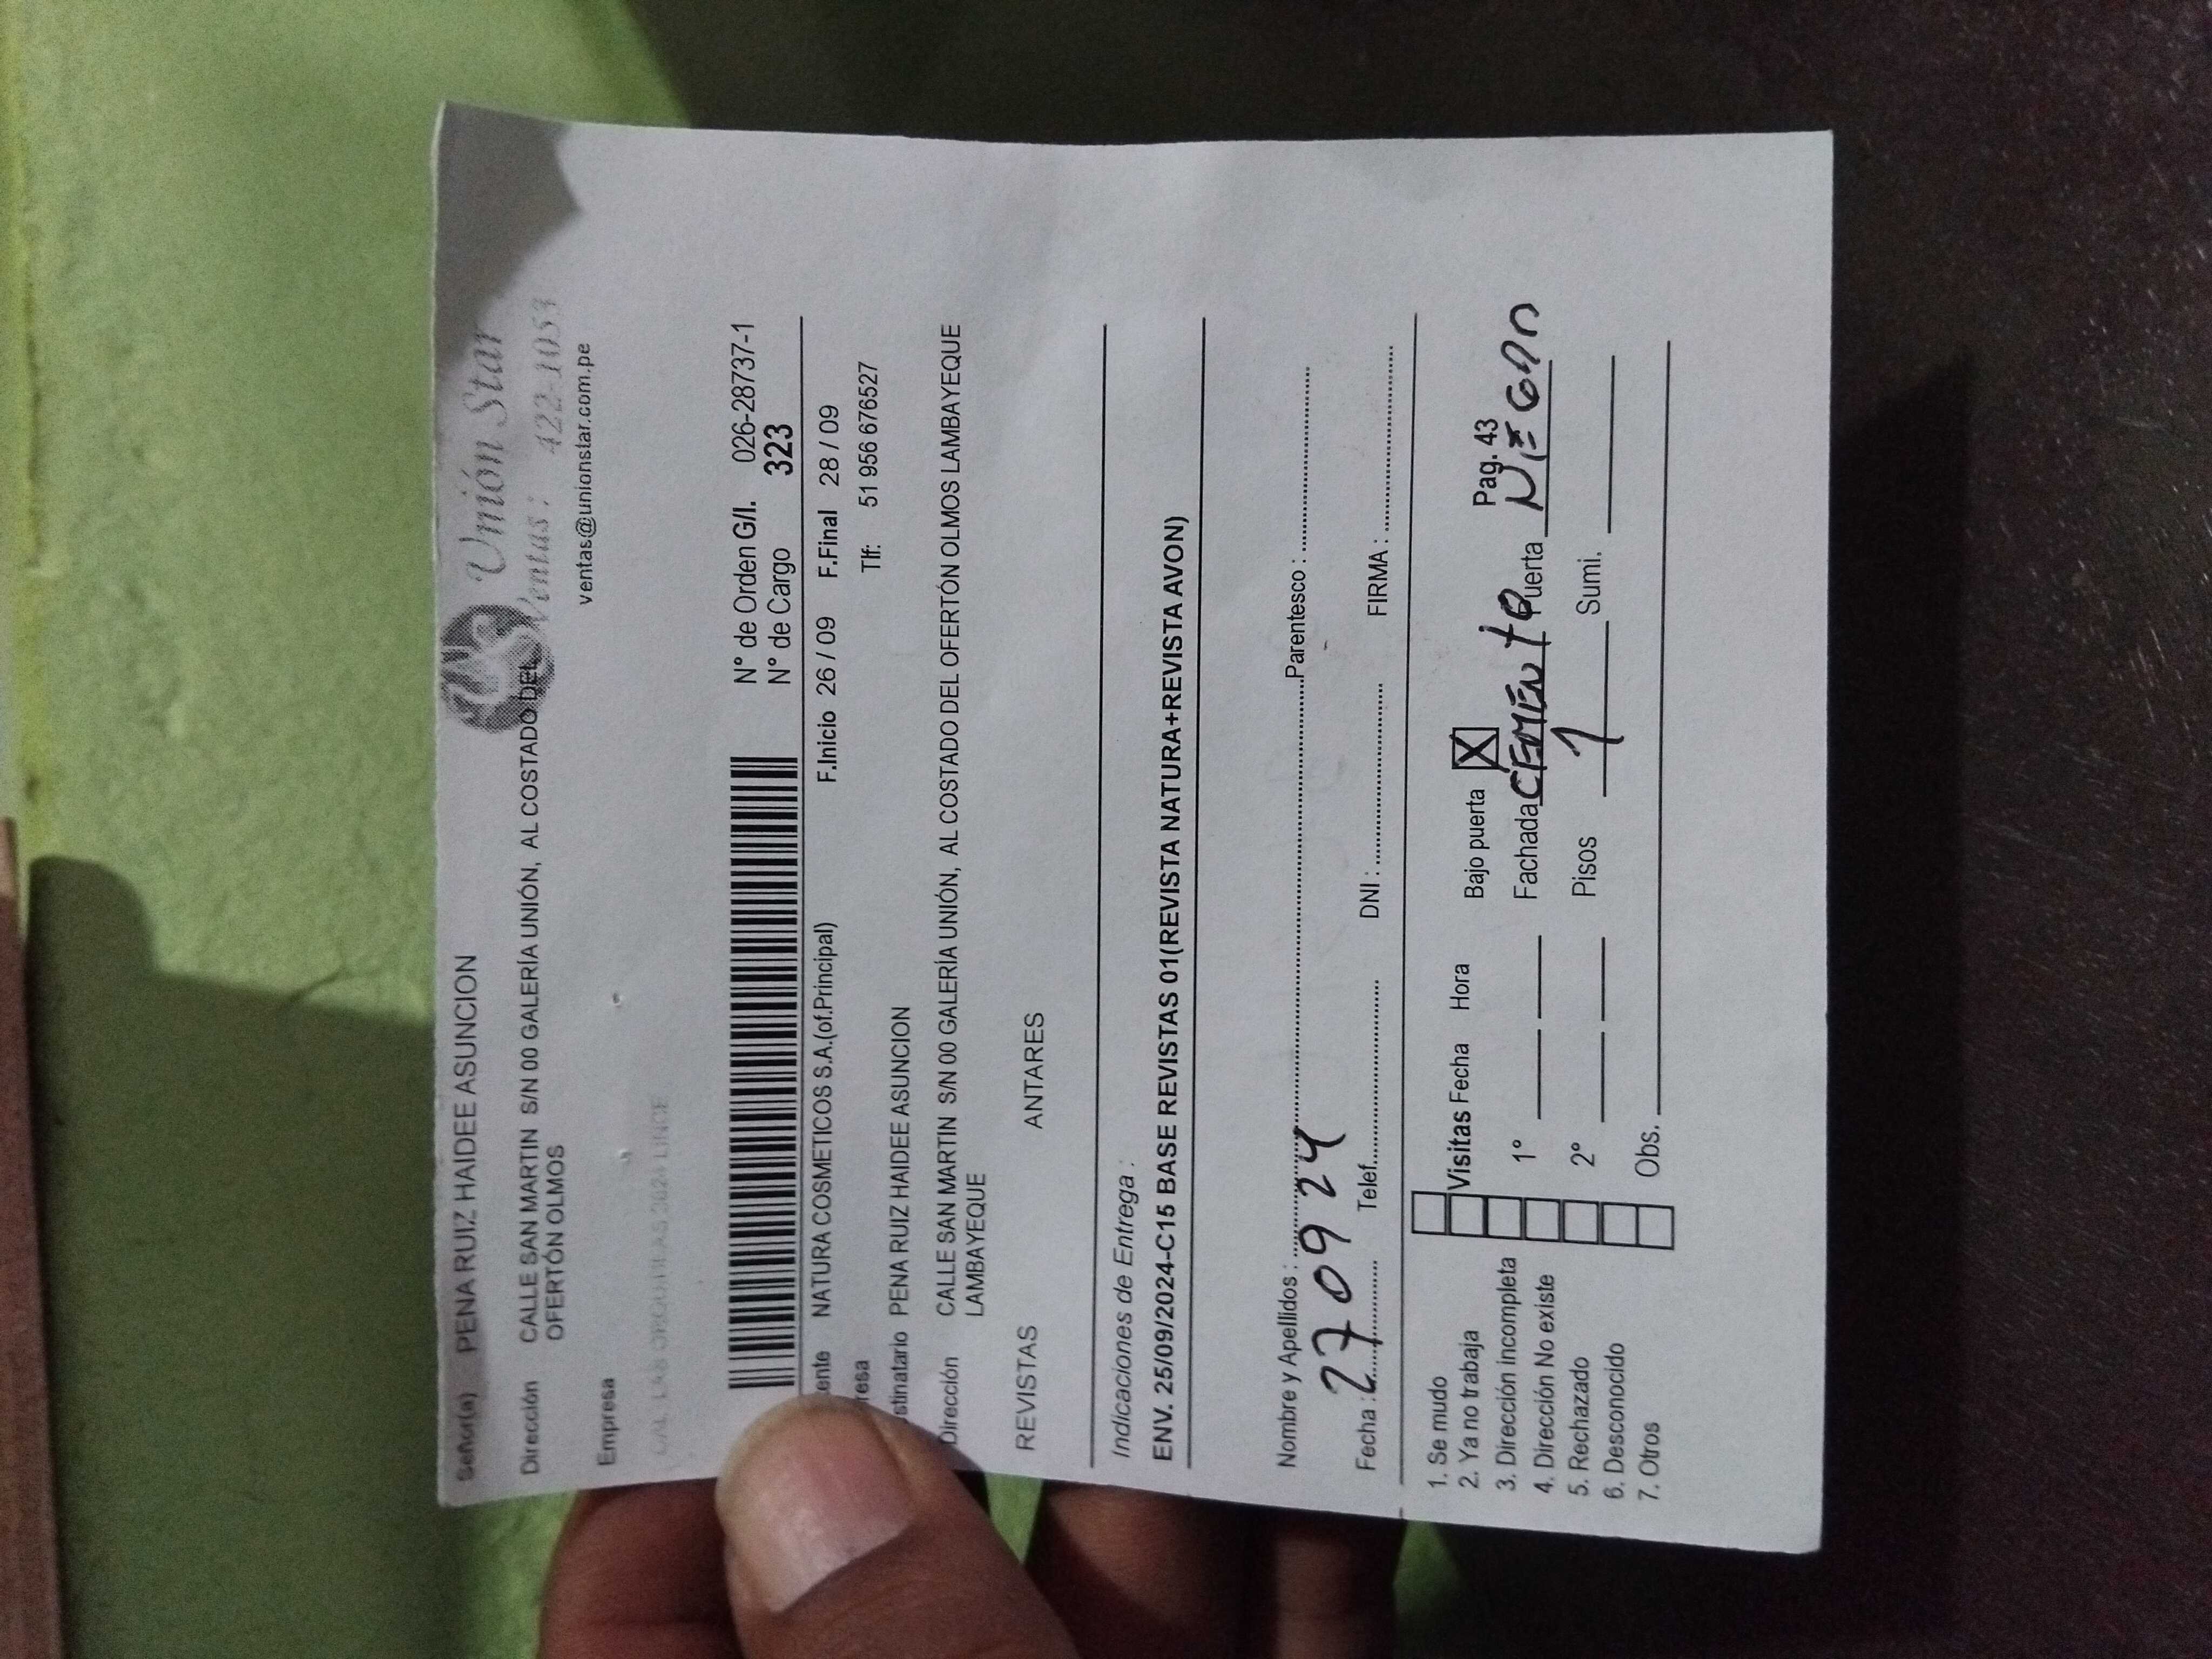 Señor(a) PENA RUIZ HAIDEE ASUNCION
Unión Star
Dirección CALLE SAN MARTIN S/N 00 GALERÍA UNIÓN, AL COSTADO DEL
OFERTÓN OLMOS
Ventas: 422-1053
ventas@unionstar.com.pe
Empresa
N° de Orden G/I. 026-28737-1
N° de Cargo 323
ente NATURA COSMETICOS S.A.(of.Principal) F.Inicio 26 / 09 F.Final 28 / 09
resa Tlf: 51 956 676527
stinatario PENA RUIZ HAIDEE ASUNCION
Dirección CALLE SAN MARTIN S/N 00 GALERÍA UNIÓN, AL COSTADO DEL OFERTÓN OLMOS LAMBAYEQUE
LAMBAYEQUE
REVISTAS ANTARES
Indicaciones de Entrega :
ENV. 25/09/2024-C15 BASE REVISTAS 01(REVISTA NATURA+REVISTA AVON)
Nombre y Apellidos : Parentesco :
Fecha : 27 09 24 Telef. DNI : FIRMA :
1. Se mudo
2. Ya no trabaja
3. Dirección incompleta
4. Dirección No existe
5. Rechazado
6. Desconocido
7. Otros
Visitas Fecha Hora Bajo puerta X Pag. 43
1° Fachada CEMENTO Puerta NEGRO
2° Pisos 1 Sumi.
Obs.